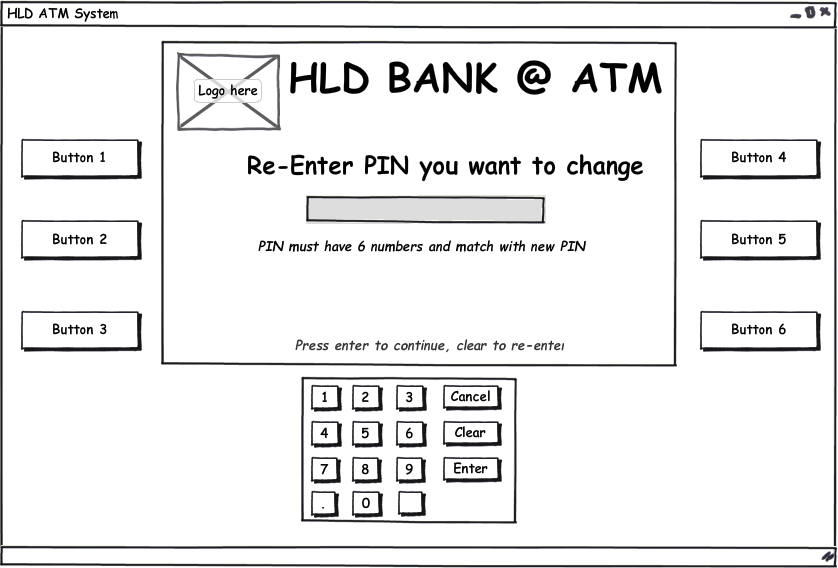 HLD ATM System
Logo here
HLD BANK @ ATM
Re-Enter PIN you want to change
PIN must have 6 numbers and match with new PIN
Press enter to continue, clear to re-enter
Button 1
Button 2
Button 3
Button 4
Button 5
Button 6
1 2 3 Cancel
4 5 6 Clear
7 8 9 Enter
. 0